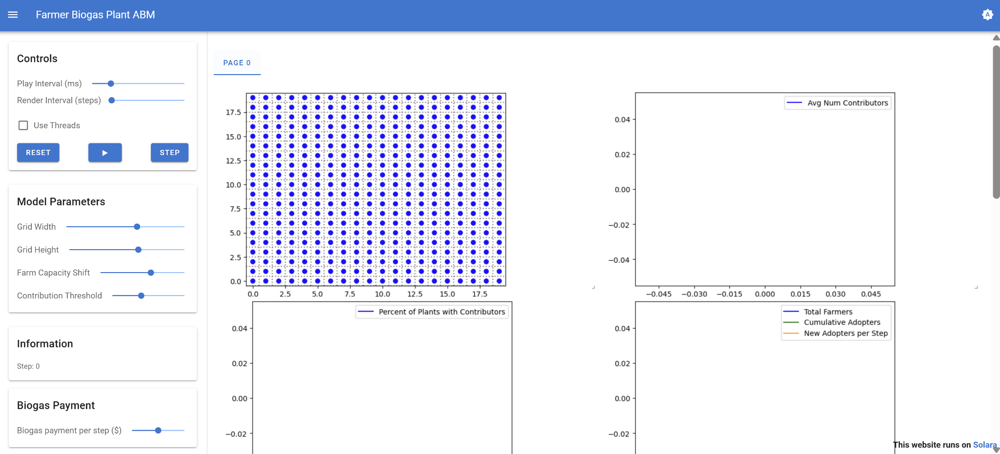 Farmer Biogas Plant ABM
A
Controls
Play Interval (ms)
Render Interval (steps)
Use Threads
RESET
STEP
Model Parameters
Grid Width
Grid Height
Farm Capacity Shift
Contribution Threshold
Information
Step: 0
Biogas Payment
Biogas payment per step ($)
PAGE 0
17.5
15.0
12.5
10.0
7.5
5.0
2.5
0.0
0.0 2.5 5.0 7.5 10.0 12.5 15.0 17.5
Avg Num Contributors
0.04
0.02
0.00
−0.02
−0.04
−0.045 −0.030 −0.015 0.000 0.015 0.030 0.045
Percent of Plants with Contributors
0.04
0.02
0.00
−0.02
Total Farmers
Cumulative Adopters
New Adopters per Step
0.04
0.02
0.00
−0.02
This website runs on Solara